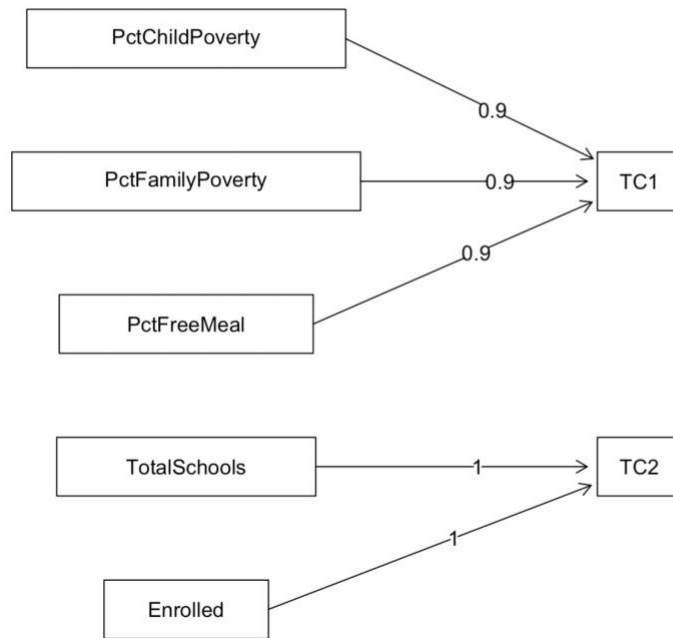 PctChildPoverty
0.9
PctFamilyPoverty
0.9
TC1
0.9
PctFreeMeal
TotalSchools
1
TC2
1
Enrolled